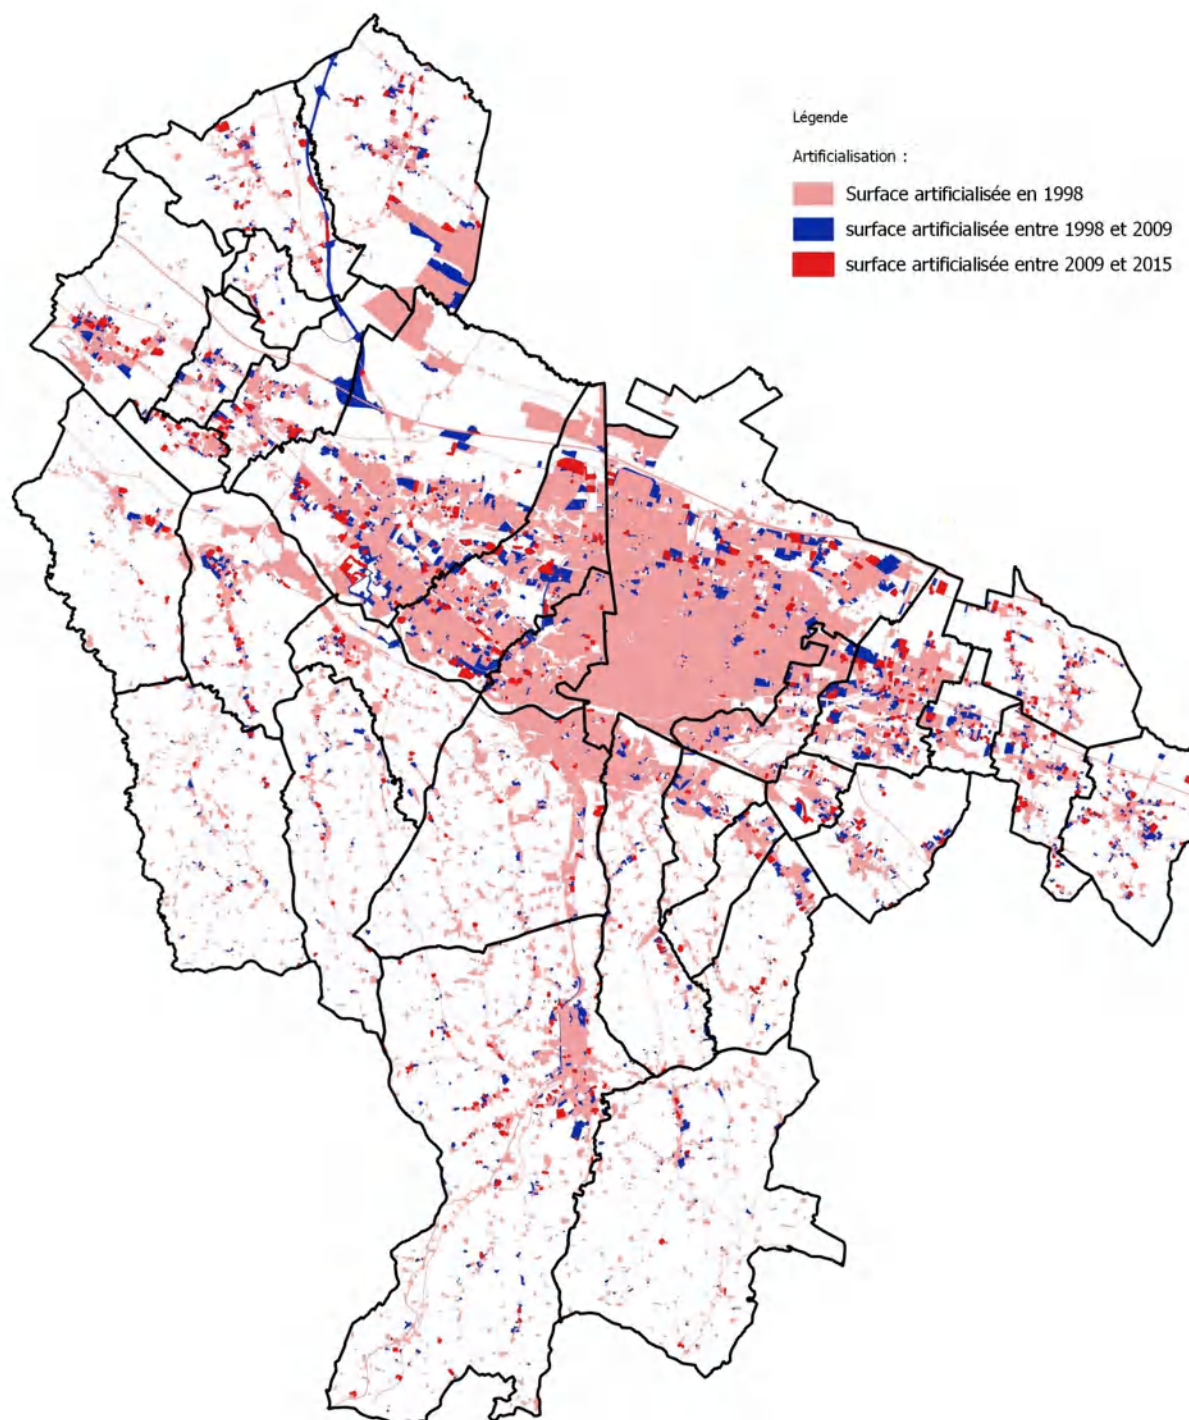 Légende
Artificialisation :
Surface artificialisée en 1998
surface artificialisée entre 1998 et 2009
surface artificialisée entre 2009 et 2015